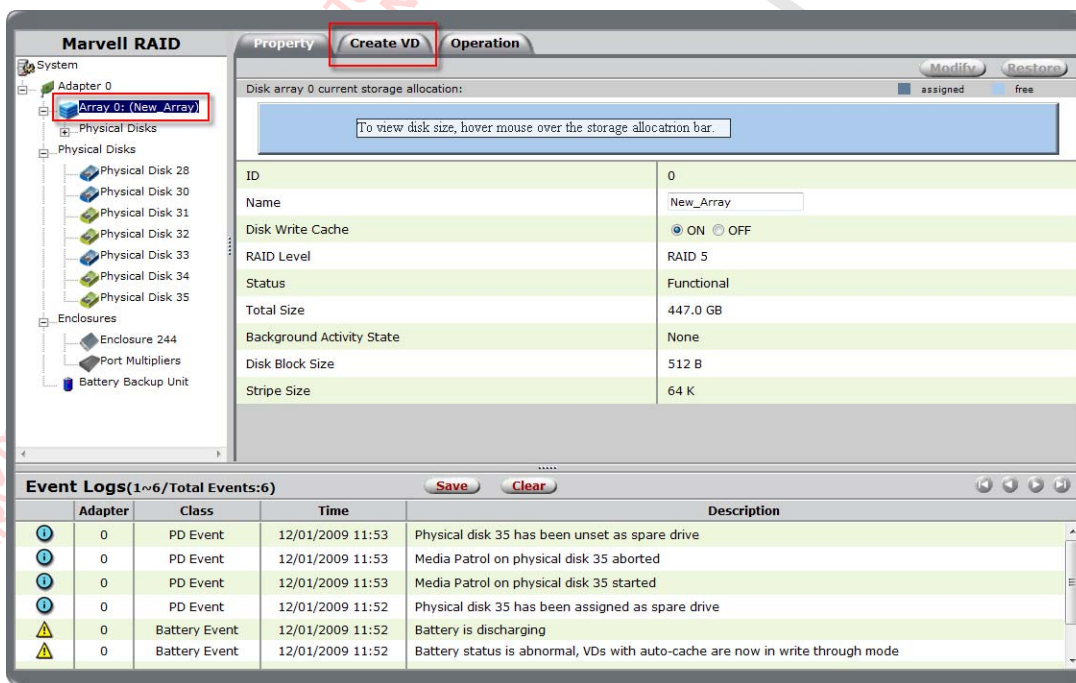 Marvell RAID
Property
Create VD
Operation
System
Adapter 0
Array 0: (New_Array)
Physical Disks
Physical Disks
Physical Disk 28
Physical Disk 30
Physical Disk 31
Physical Disk 32
Physical Disk 33
Physical Disk 34
Physical Disk 35
Enclosures
Enclosure 244
Port Multipliers
Battery Backup Unit
Modify
Restore
Disk array 0 current storage allocation:
assigned
free
To view disk size, hover mouse over the storage allocatrion bar.
ID 0
Name New_Array
Disk Write Cache ON OFF
RAID Level RAID 5
Status Functional
Total Size 447.0 GB
Background Activity State None
Disk Block Size 512 B
Stripe Size 64 K
Event Logs(1~6/Total Events:6)
Save
Clear
Adapter Class Time Description
0 PD Event 12/01/2009 11:53 Physical disk 35 has been unset as spare drive
0 PD Event 12/01/2009 11:53 Media Patrol on physical disk 35 aborted
0 PD Event 12/01/2009 11:53 Media Patrol on physical disk 35 started
0 PD Event 12/01/2009 11:52 Physical disk 35 has been assigned as spare drive
0 Battery Event 12/01/2009 11:52 Battery is discharging
0 Battery Event 12/01/2009 11:52 Battery status is abnormal, VDs with auto-cache are now in write through mode